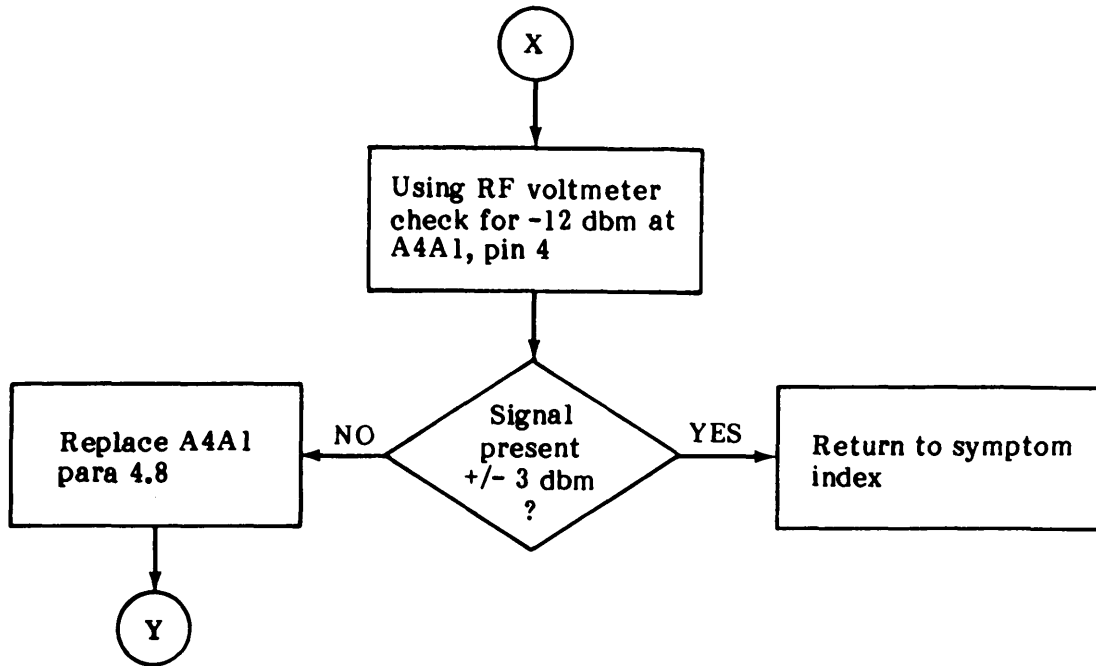 X
Using RF voltmeter
check for -12 dbm at
A4A1, pin 4
Signal
present
+/- 3 dbm
?
NO
YES
Replace A4A1
para 4.8
Return to symptom
index
Y